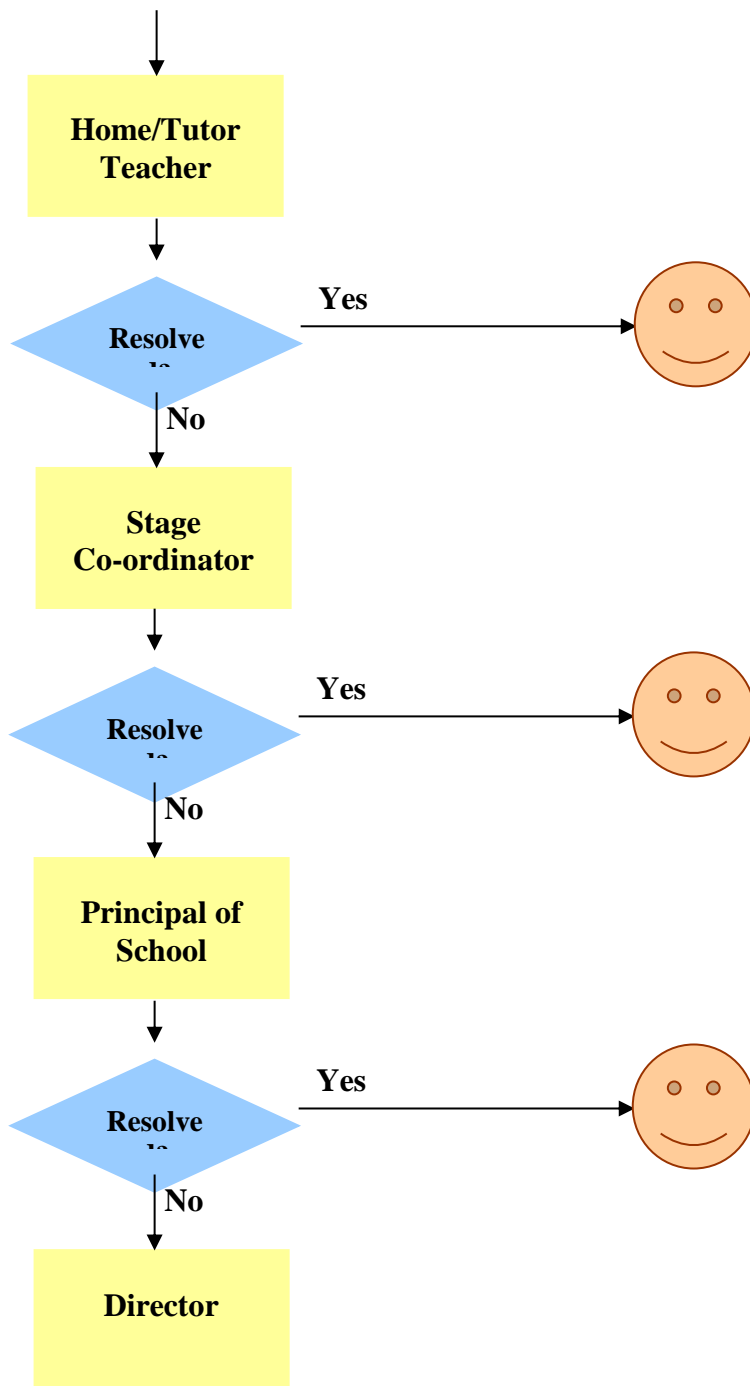 Home/Tutor
Teacher
Yes
Resolve
No
Stage
Co-ordinator
Yes
Resolve
No
Principal of
School
Yes
Resolve
No
Director